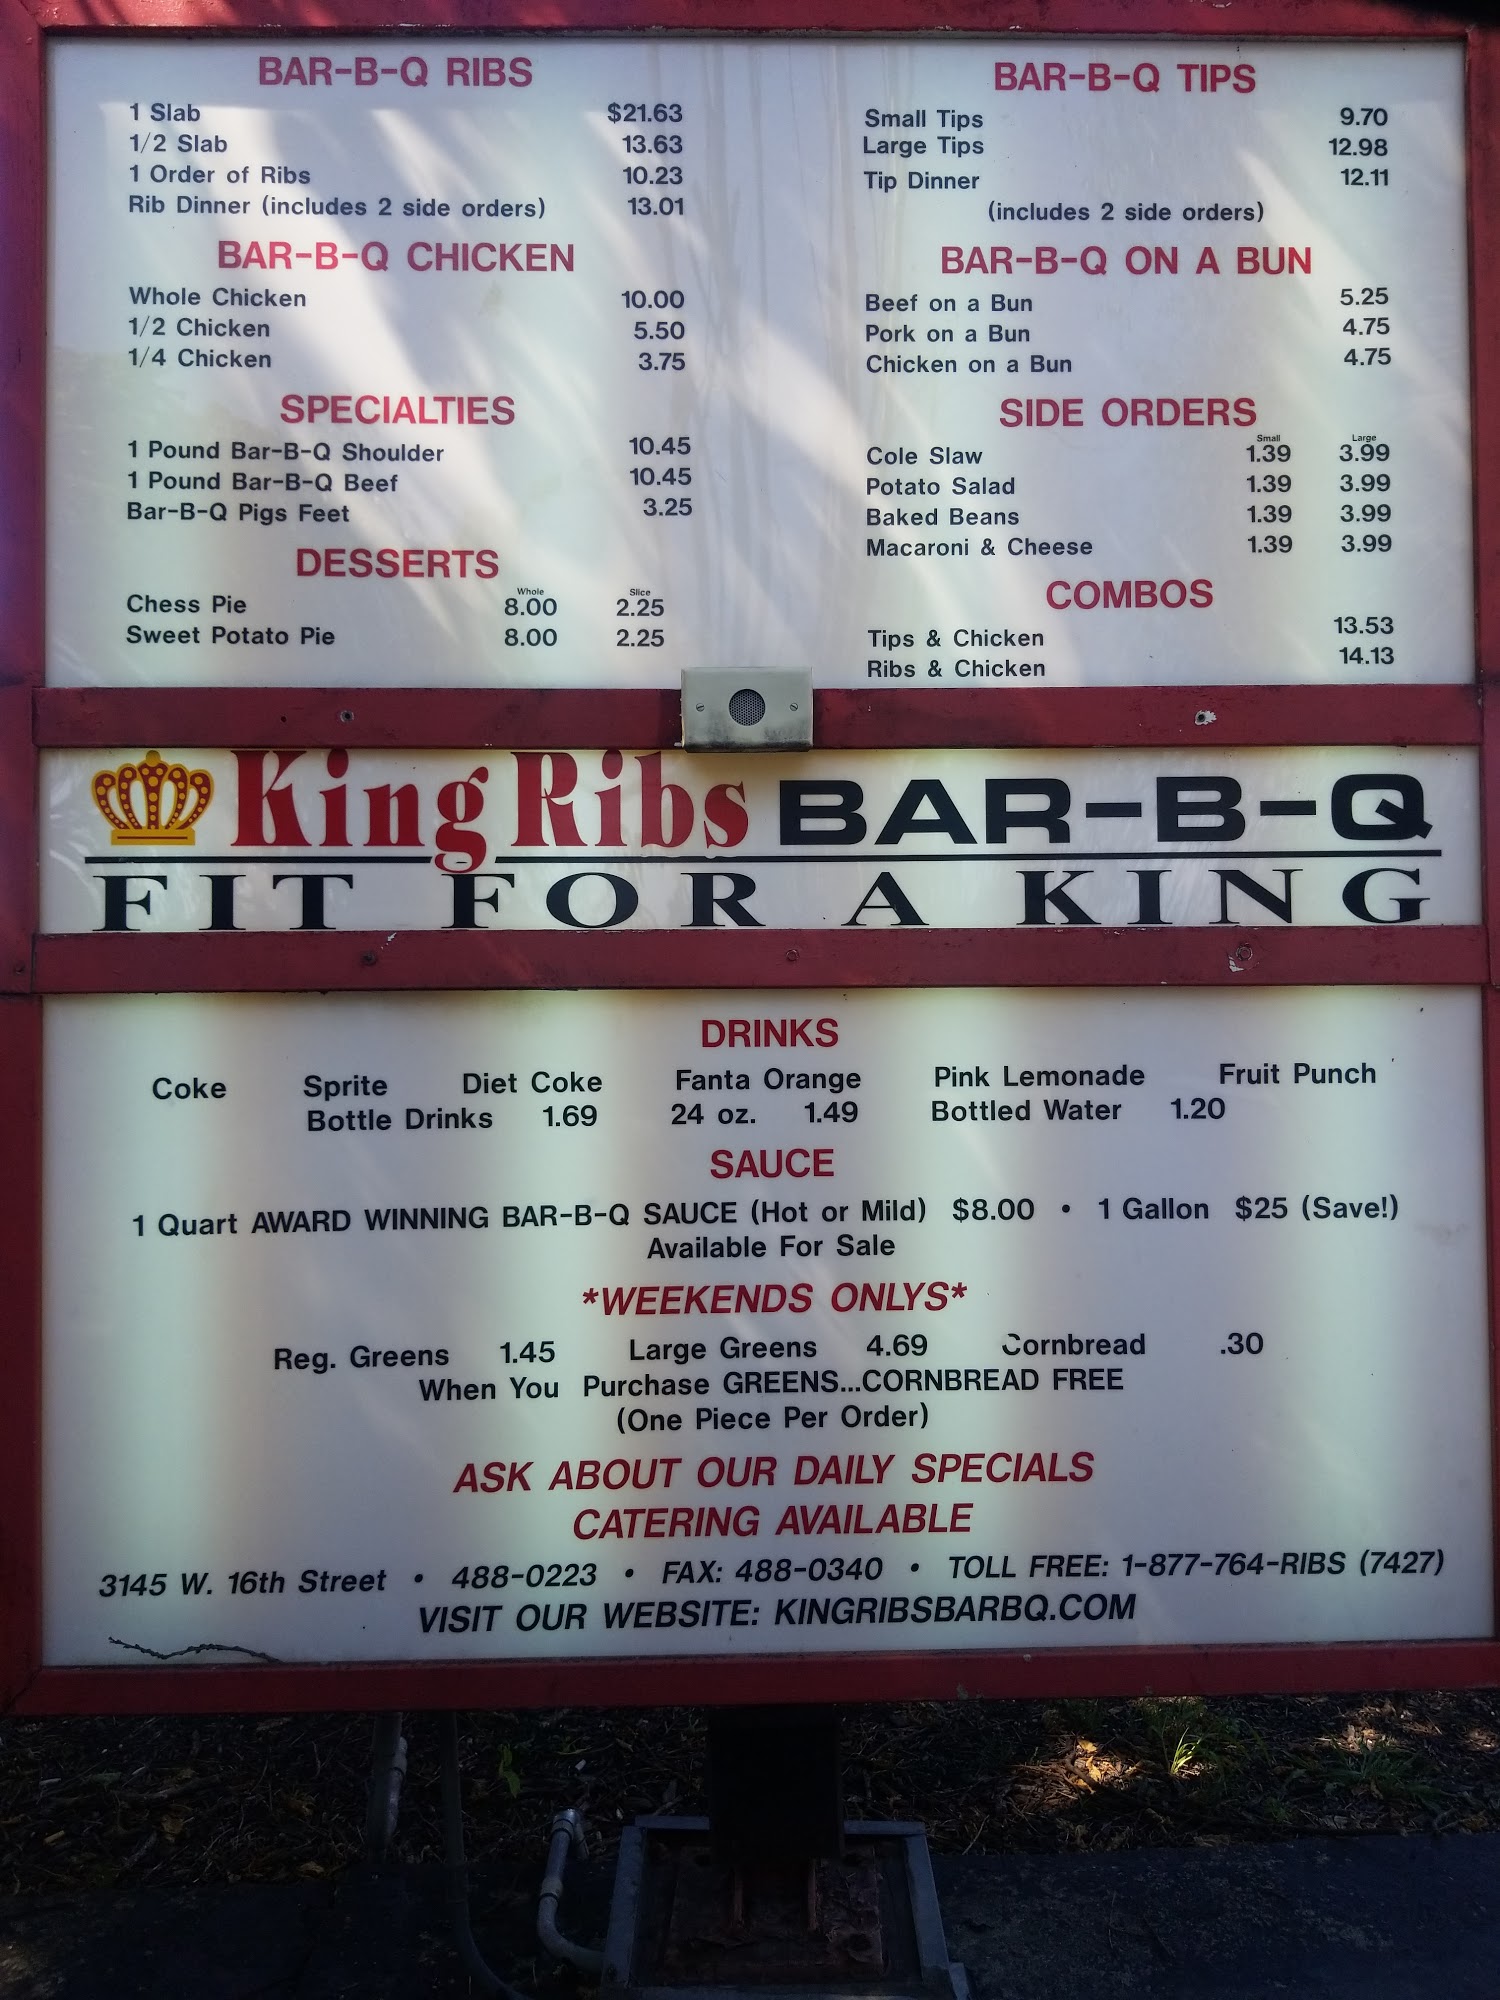 BAR-B-Q RIBS
1 Slab $21.63
1/2 Slab 13.63
1 Order of Ribs 10.23
Rib Dinner (includes 2 side orders) 13.01
BAR-B-Q CHICKEN
Whole Chicken 10.00
1/2 Chicken 5.50
1/4 Chicken 3.75
SPECIALTIES
1 Pound Bar-B-Q Shoulder 10.45
1 Pound Bar-B-Q Beef 10.45
Bar-B-Q Pigs Feet 3.25
DESSERTS
Whole Slice
Chess Pie 8.00 2.25
Sweet Potato Pie 8.00 2.25
BAR-B-Q TIPS
Small Tips 9.70
Large Tips 12.98
Tip Dinner 12.11
(includes 2 side orders)
BAR-B-Q ON A BUN
Beef on a Bun 5.25
Pork on a Bun 4.75
Chicken on a Bun 4.75
SIDE ORDERS
Small Large
Cole Slaw 1.39 3.99
Potato Salad 1.39 3.99
Baked Beans 1.39 3.99
Macaroni & Cheese 1.39 3.99
COMBOS
Tips & Chicken 13.53
Ribs & Chicken 14.13
King Ribs BAR-B-Q
FIT FOR A KING
DRINKS
Coke Sprite Diet Coke Fanta Orange Pink Lemonade Fruit Punch
Bottle Drinks 1.69 24 oz. 1.49 Bottled Water 1.20
SAUCE
1 Quart AWARD WINNING BAR-B-Q SAUCE (Hot or Mild) $8.00 • 1 Gallon $25 (Save!)
Available For Sale
*WEEKENDS ONLYS*
Reg. Greens 1.45 Large Greens 4.69 Cornbread .30
When You Purchase GREENS...CORNBREAD FREE
(One Piece Per Order)
ASK ABOUT OUR DAILY SPECIALS
CATERING AVAILABLE
3145 W. 16th Street • 488-0223 • FAX: 488-0340 • TOLL FREE: 1-877-764-RIBS (7427)
VISIT OUR WEBSITE: KINGRIBSBARBQ.COM